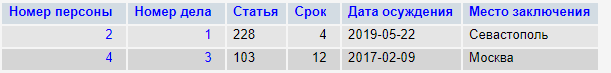 Номер персоны Номер дела Статья Срок Дата осуждения Место заключения
2 1 228 4 2019-05-22 Севастополь
4 3 103 12 2017-02-09 Москва